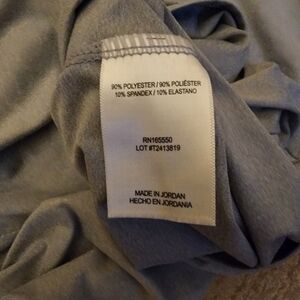 90% POLYESTER / 90% POLIÉSTER
10% SPANDEX / 10% ELASTANO
RN165550
LOT #T2413819
MADE IN JORDAN
HECHO EN JORDANIA